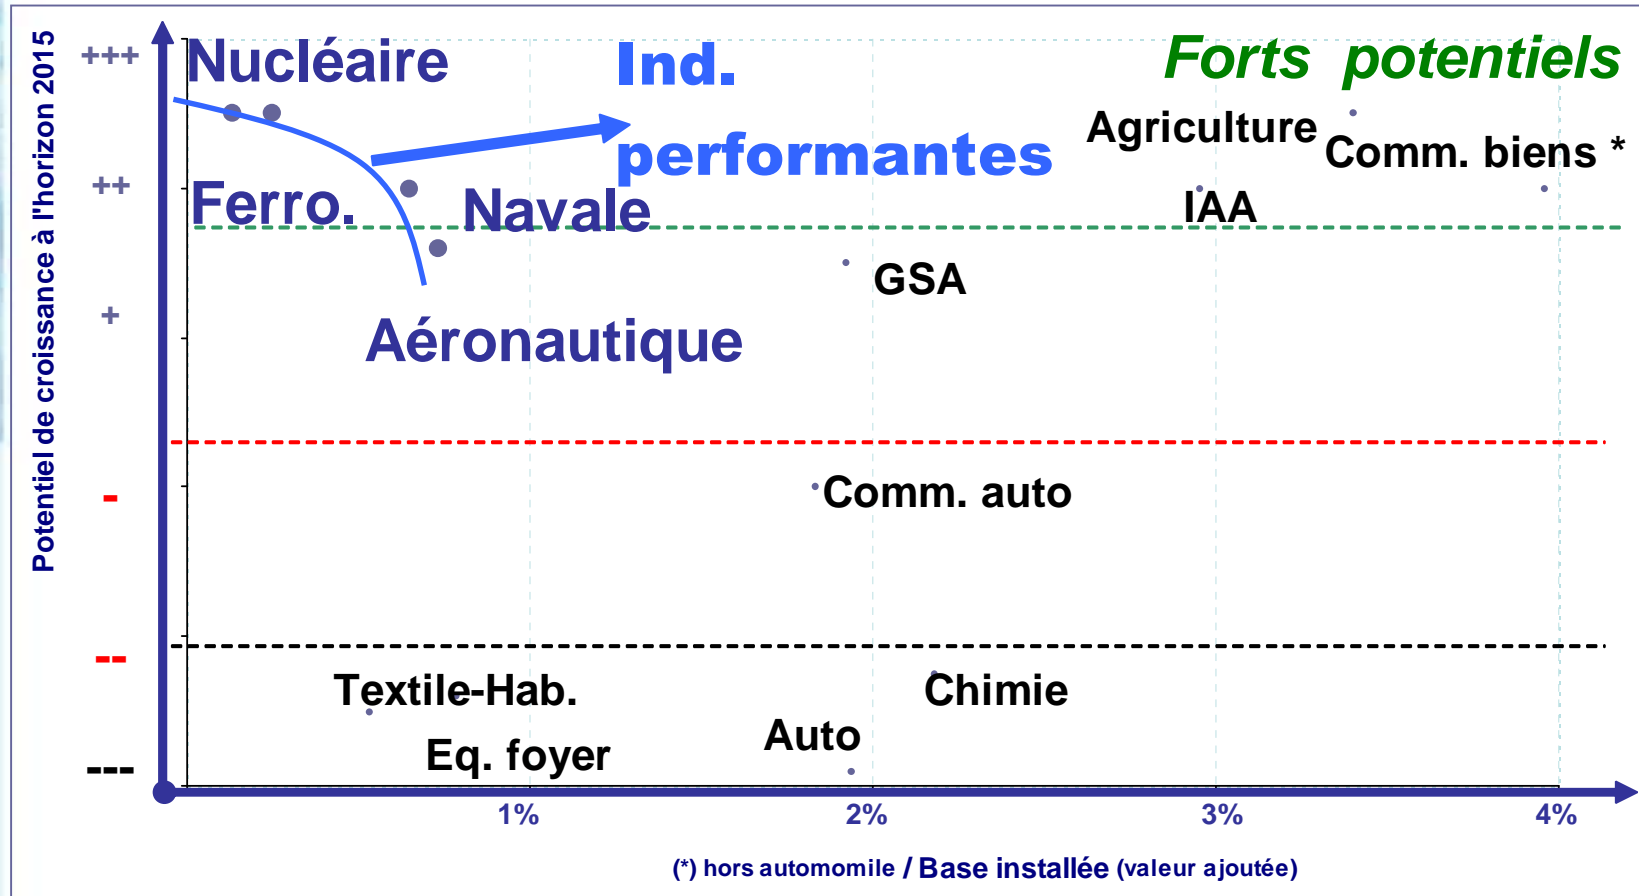 Potentiel de croissance à l'horizon 2015
+++
++
+
-
--
---
Nucléaire
Ind.
performantes
Forts potentiels
Agriculture
Comm. biens *
Ferro.
Navale
IAA
GSA
Aéronautique
Comm. auto
Textile-Hab.
Chimie
Auto
Eq. foyer
1%
2%
3%
4%
(*) hors automomile / Base installée (valeur ajoutée)